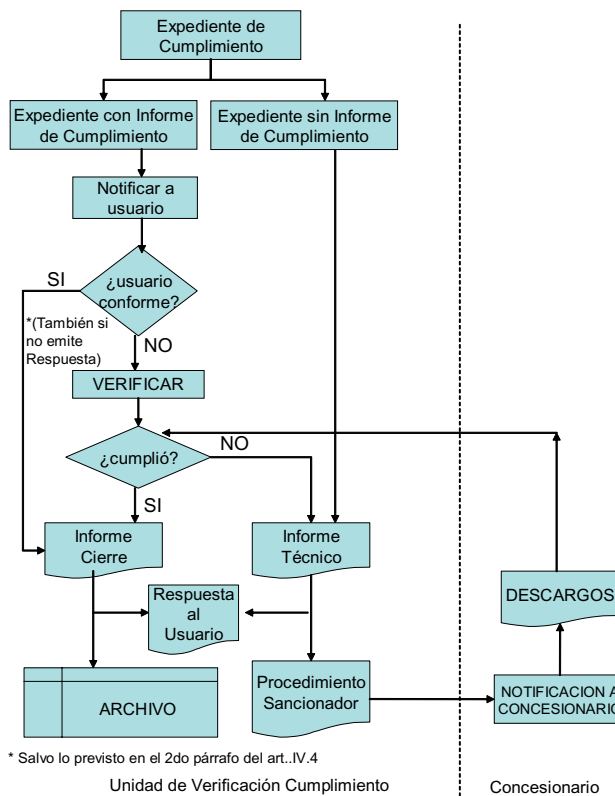 Expediente de
Cumplimiento
Expediente con Informe
de Cumplimiento
Expediente sin Informe
de Cumplimiento
Notificar a
usuario
SI
¿usuario
conforme?
*(También si
no emite
Respuesta)
NO
VERIFICAR
¿cumplió?
NO
SI
Informe
Cierre
Informe
Técnico
Respuesta
al
Usuario
DESCARGOS
ARCHIVO
Procedimiento
Sancionador
NOTIFICACION A
CONCESIONARIO
* Salvo lo previsto en el 2do párrafo del art..IV.4
Unidad de Verificación Cumplimiento
Concesionario